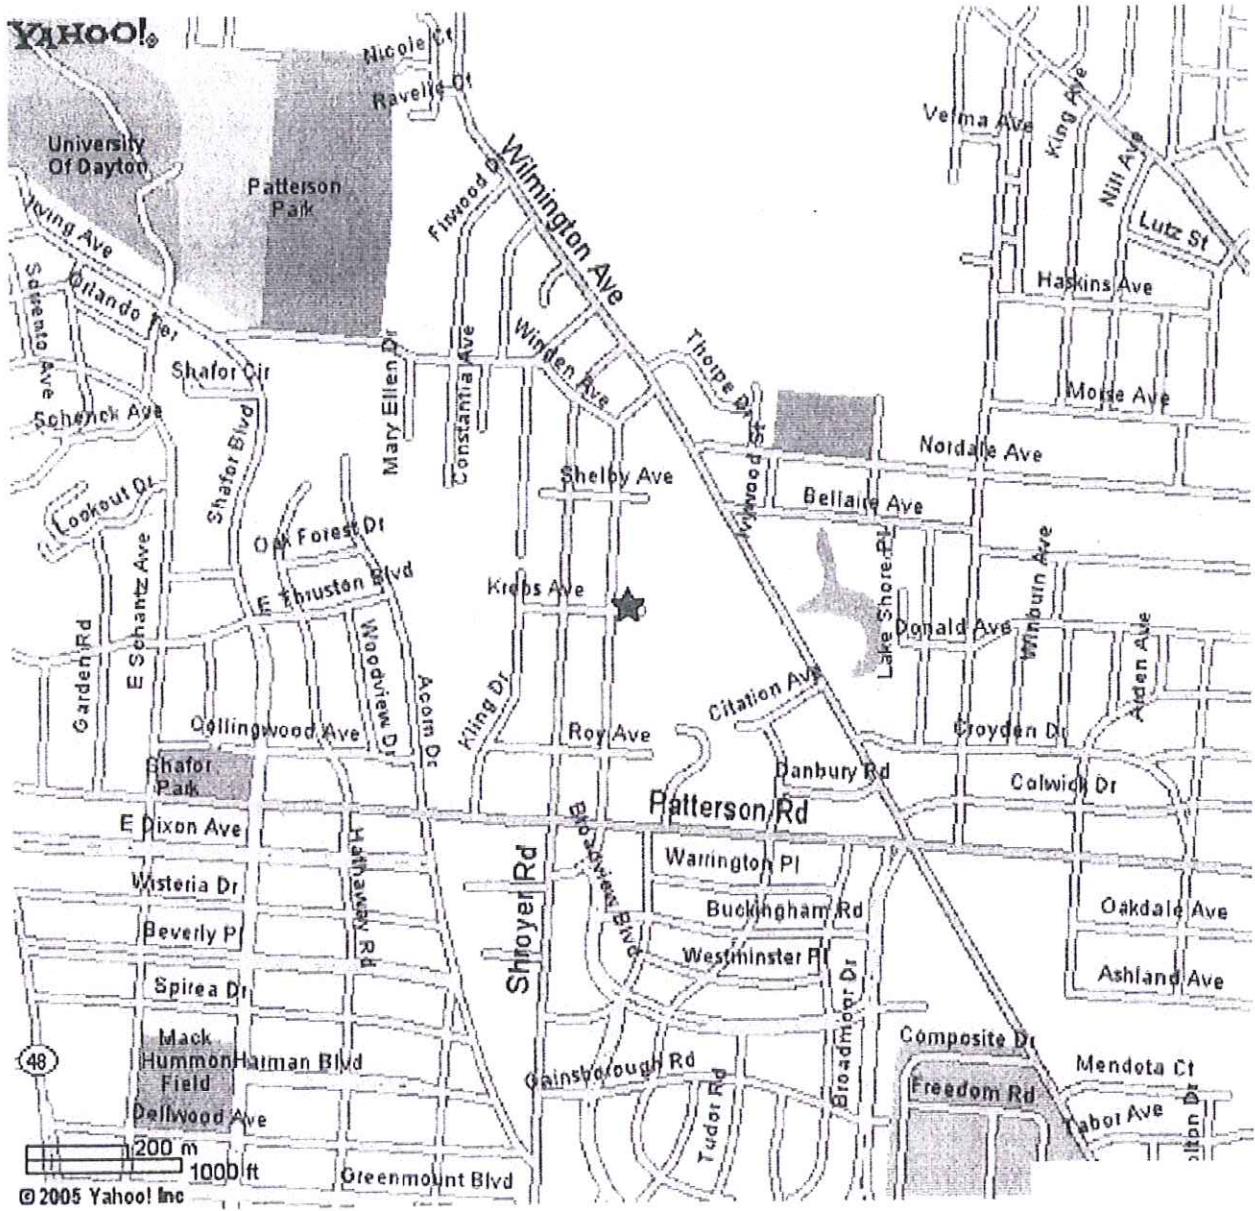 YAHOO!
Nicole Ct
Ravelle Ct
Velma Ave
King Ave
Nill Ave
Lutz St
University
Of Dayton
Patterson
Park
Firwood Dr
Wilmington Ave
Irving Ave
Sorrento Ave
Orlando Ter
Haskins Ave
Mary Ellen Dr
Constantia Ave
Winden Ave
Thorpe Dr
Shafor Cir
Morse Ave
Schenck Ave
Shafor Blvd
Nordale Ave
Shelby Ave
Ivywood St
Bellaire Ave
Lookout Dr
Oak Forest Dr
E Schantz Ave
Lake Shore Pl
Winburn Ave
Krebs Ave
E Thruston Blvd
Donald Ave
Garden Rd
Woodview Dr
Acorn Dr
Kling Dr
Citation Ave
Arden Ave
Collingwood Ave
Roy Ave
Croyden Dr
Shafor
Park
Danbury Rd
Colwick Dr
Patterson Rd
E Dixon Ave
Broadview Blvd
Hathaway Rd
Warrington Pl
Wisteria Dr
Shroyer Rd
Buckingham Rd
Oakdale Ave
Beverly Pl
Westminster Pl
Ashland Ave
Spirea Dr
Broadmoor Dr
Mack
Hummon
Field
Harman Blvd
48
Composite Dr
Gainsborough Rd
Mendota Ct
Freedom Rd
Tudor Rd
Dellwood Ave
Tabor Ave
olton Dr
200 m
1000 ft
Greenmount Blvd
© 2005 Yahoo! Inc